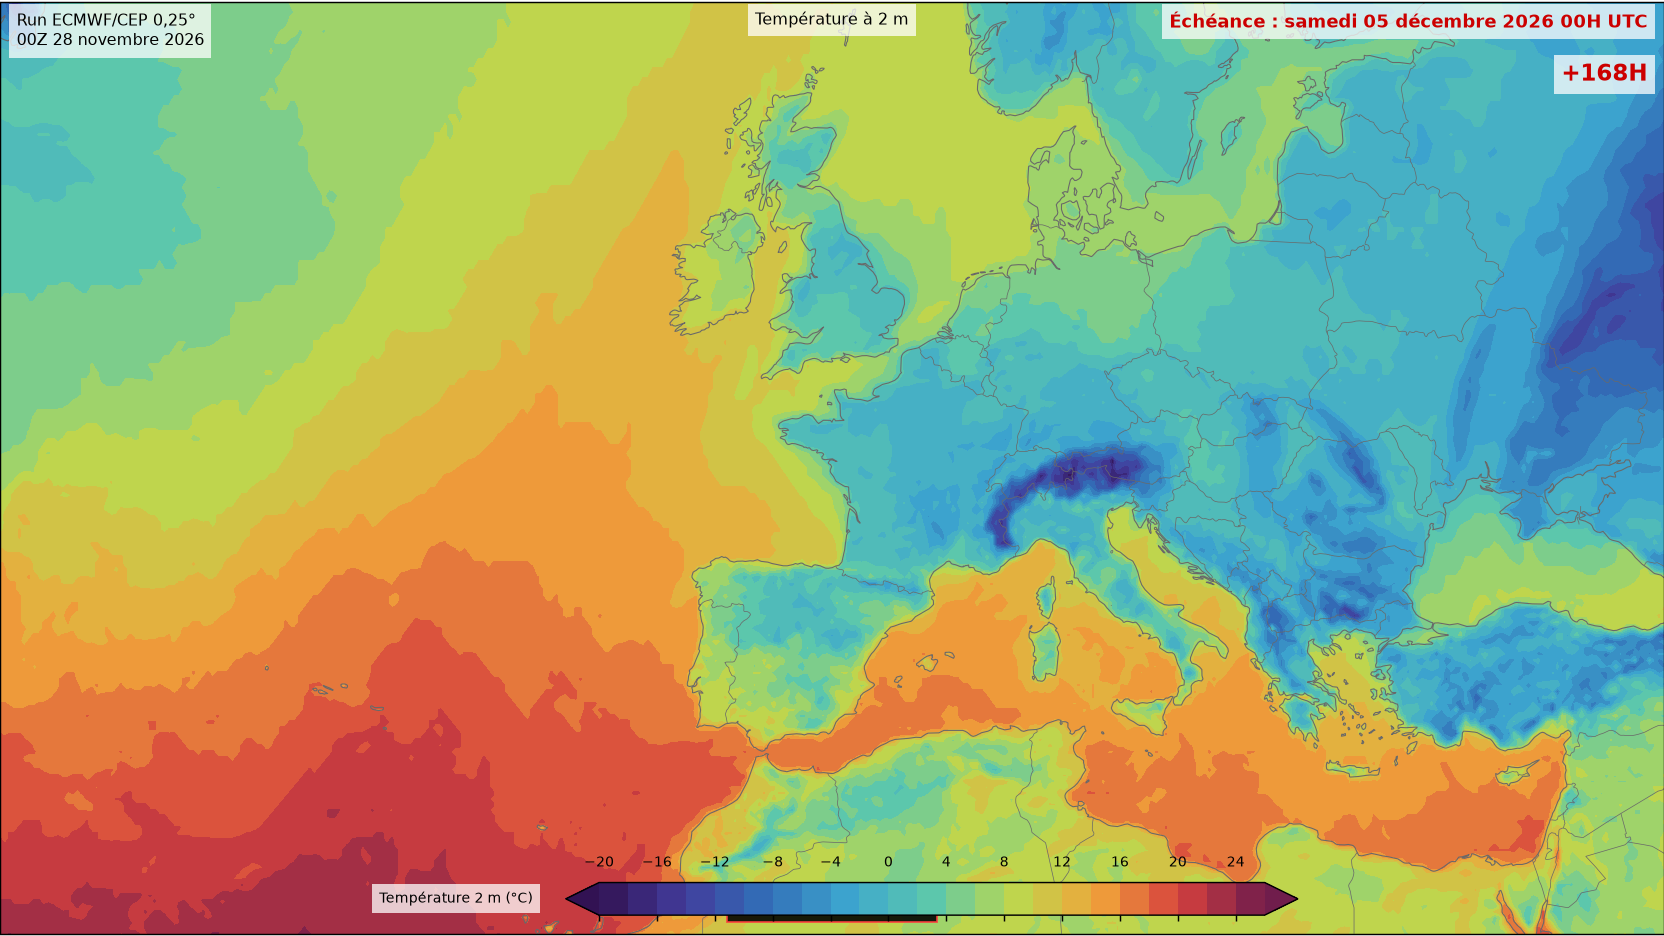 Run ECMWF/CEP 0,25°
00Z 28 novembre 2026
Température à 2 m
Échéance : samedi 05 décembre 2026 00H UTC
+168H
−20 −16 −12 −8 −4 0 4 8 12 16 20 24
Température 2 m (°C)